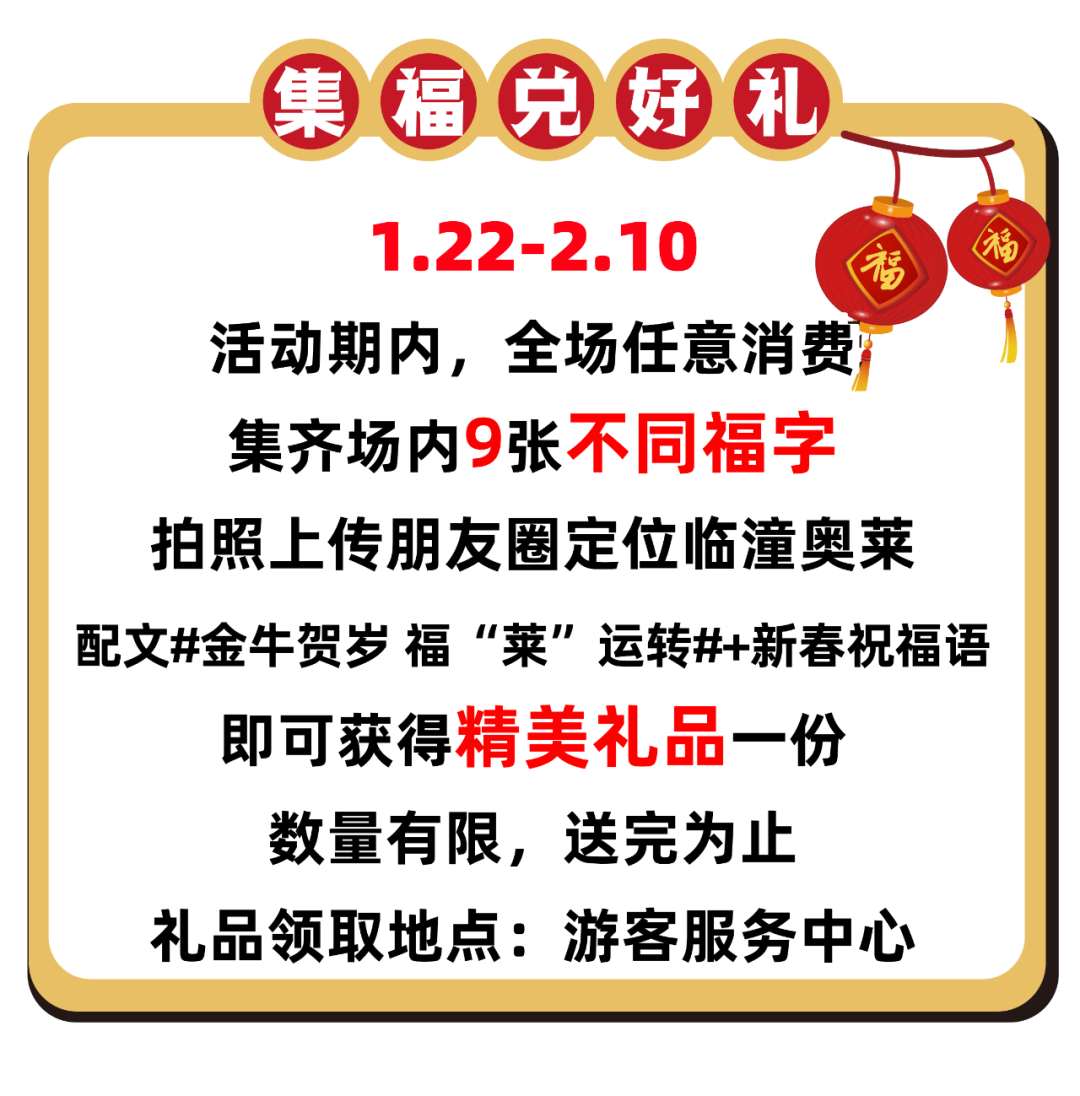 集福兑好礼
1.22-2.10
福
福
活动期内，全场任意消费
集齐场内9张不同福字
拍照上传朋友圈定位临潼奥莱
配文#金牛贺岁 福“莱”运转#+新春祝福语
即可获得精美礼品一份
数量有限，送完为止
礼品领取地点：游客服务中心